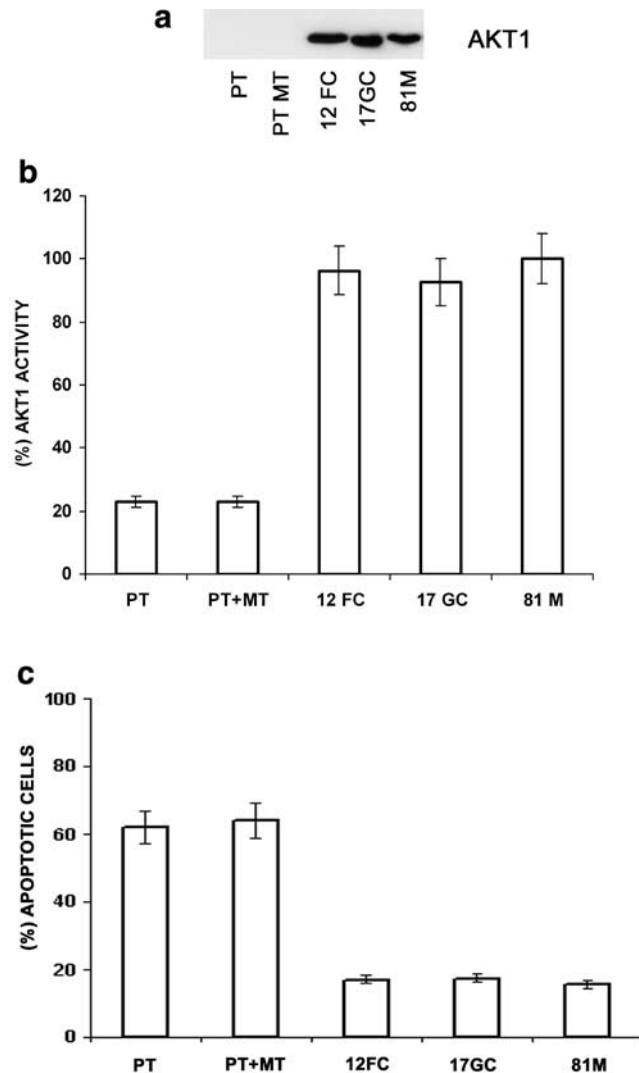 a
AKT1
PT
PT MT
12 FC
17GC
81M
b
120
100
80
60
40
20
0
(%) AKT1 ACTIVITY
PT
PT+MT
12 FC
17 GC
81 M
c
100
80
60
40
20
0
(%) APOPTOTIC CELLS
PT
PT+MT
12FC
17GC
81M